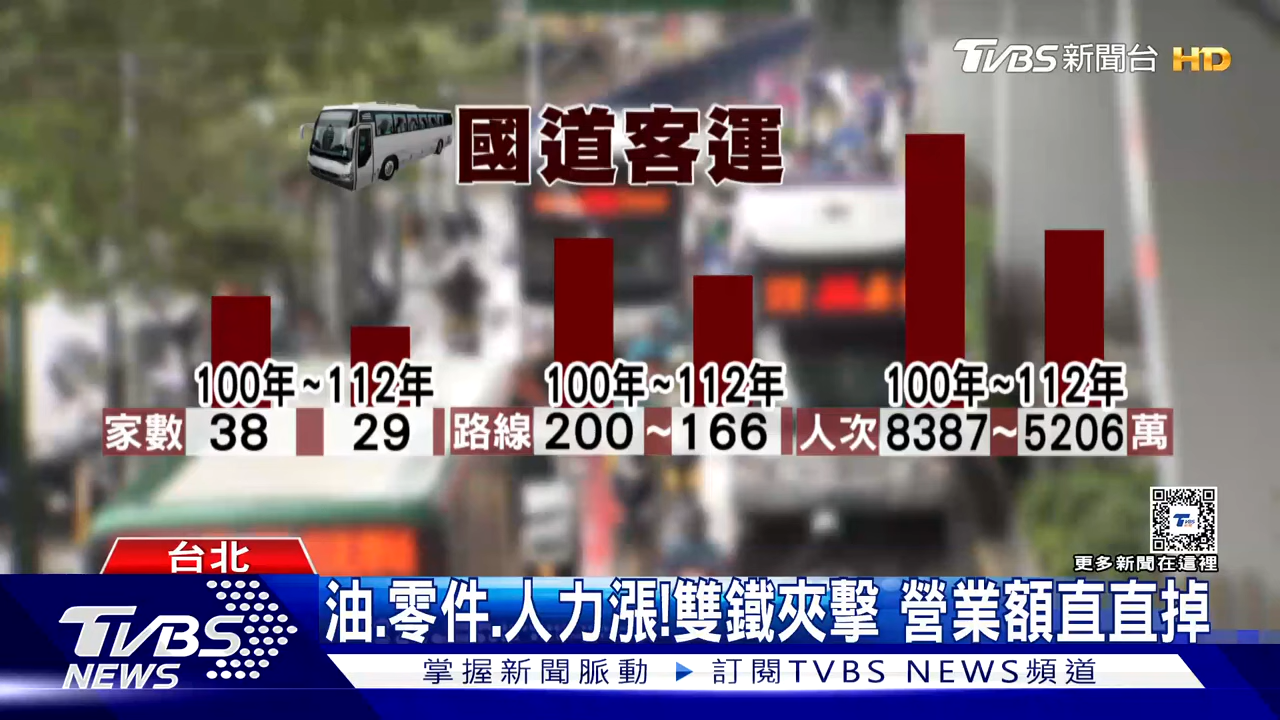 TVBS新聞台 HD
國道客運
100年~112年 100年~112年 100年~112年
家數 38 29 路線 200~166 人次 8387~5206萬
TVBS
更多新聞在這裡
台北
油.零件.人力漲!雙鐵夾擊 營業額直直掉
TVBS NEWS
掌握新聞脈動 ▶ 訂閱TVBS NEWS頻道